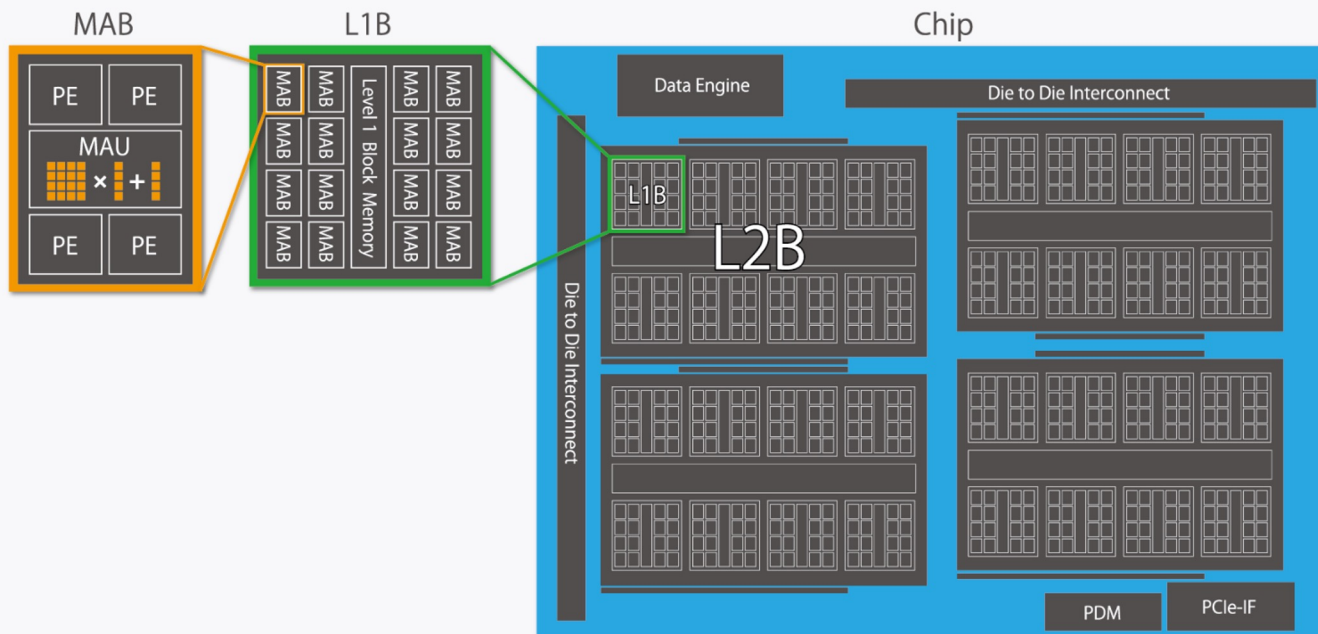 MAB
L1B
Chip
PE
PE
MAU
×
+
PE
PE
MAB
MAB
MAB
MAB
MAB
MAB
MAB
MAB
Level 1 Block Memory
MAB
MAB
MAB
MAB
MAB
MAB
MAB
MAB
Data Engine
Die to Die Interconnect
Die to Die Interconnect
L1B
L2B
PDM
PCIe-IF